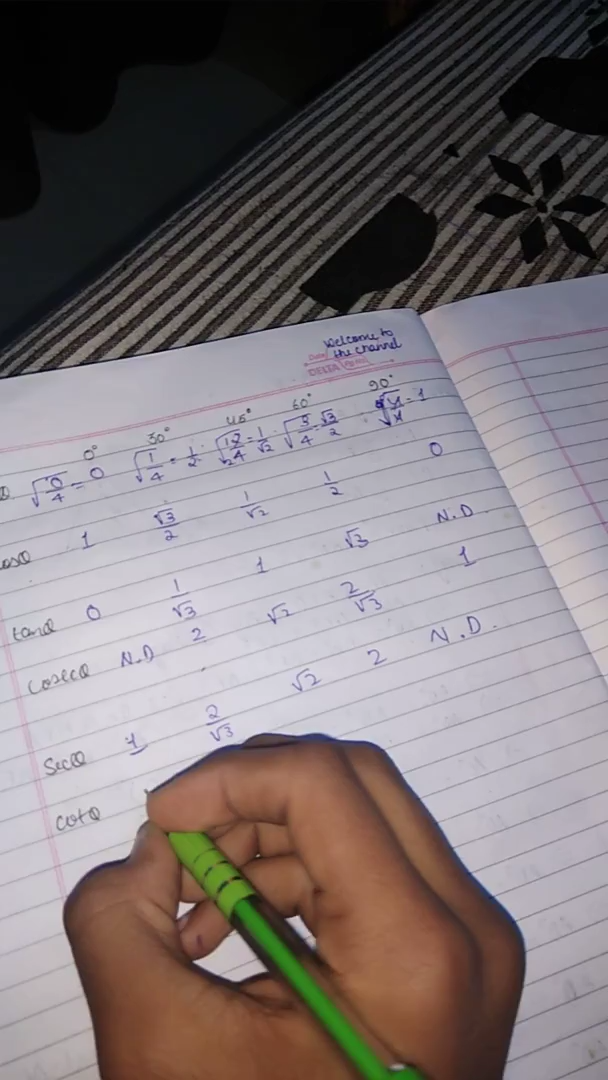 Welcome to
the channel
DELTA
0° 30° 45° 60° 90°
√0/4 = 0 √1/4 = 1/2 √2/4 = 1/√2 √3/4 = √3/2 √4/4 = 1
cosθ 1 √3/2 1/√2 1/2 0
tanθ 0 1/√3 1 √3 N.D
cosecθ N.D 2 √2 2/√3 1
Secθ 1 2/√3 √2 2 N.D.
cotθ